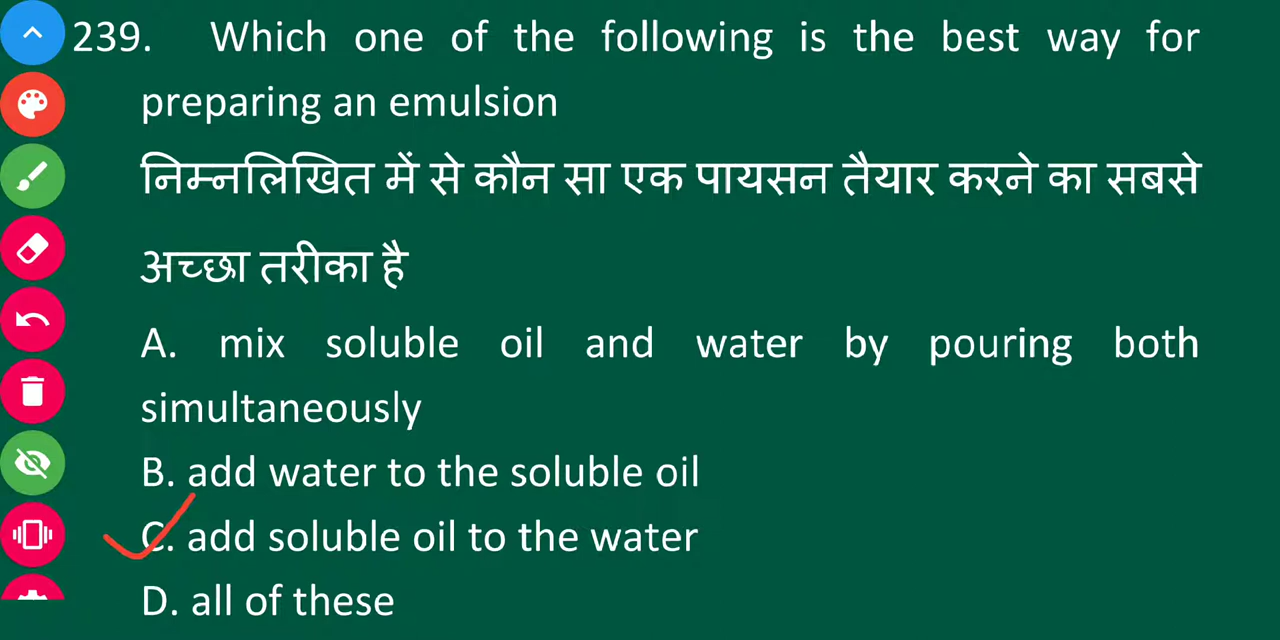 239. Which one of the following is the best way for
preparing an emulsion
निम्नलिखित में से कौन सा एक पायसन तैयार करने का सबसे
अच्छा तरीका है
A. mix soluble oil and water by pouring both
simultaneously
B. add water to the soluble oil
C. add soluble oil to the water
D. all of these